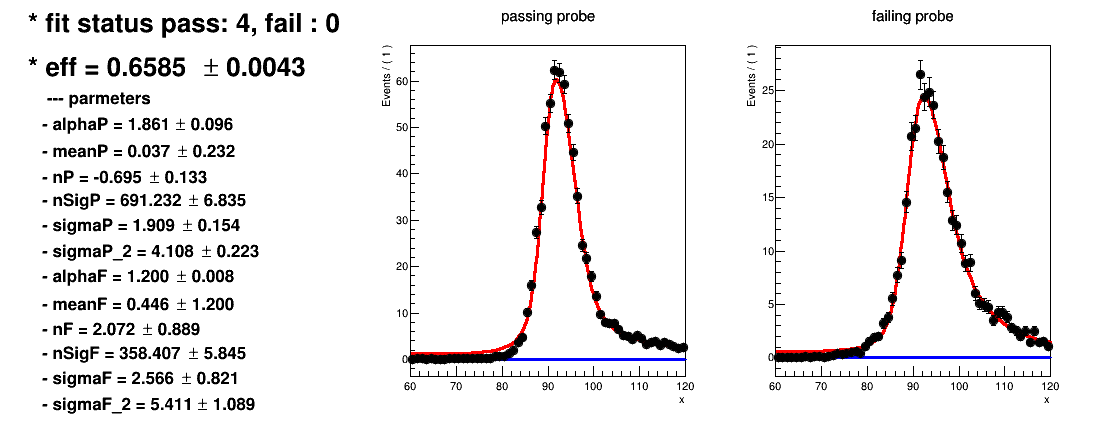 * fit status pass: 4, fail : 0
* eff = 0.6585 ± 0.0043
--- parmeters
- alphaP = 1.861 ± 0.096
- meanP = 0.037 ± 0.232
- nP = -0.695 ± 0.133
- nSigP = 691.232 ± 6.835
- sigmaP = 1.909 ± 0.154
- sigmaP_2 = 4.108 ± 0.223
- alphaF = 1.200 ± 0.008
- meanF = 0.446 ± 1.200
- nF = 2.072 ± 0.889
- nSigF = 358.407 ± 5.845
- sigmaF = 2.566 ± 0.821
- sigmaF_2 = 5.411 ± 1.089
passing probe
Events / ( 1 )
60
50
40
30
20
10
0
60 70 80 90 100 110 120
x
failing probe
Events / ( 1 )
25
20
15
10
5
0
60 70 80 90 100 110 120
x